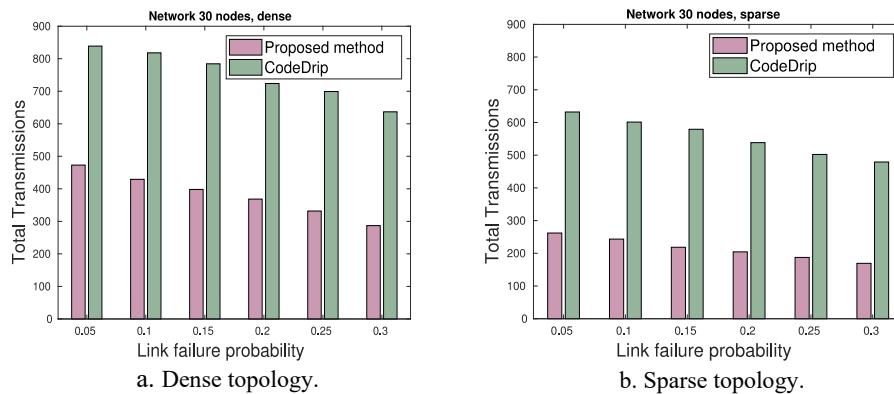 Network 30 nodes, dense
900
800
700
600
500
400
300
200
100
0
Total Transmissions
Proposed method
CodeDrip
0.05 0.1 0.15 0.2 0.25 0.3
Link failure probability
a. Dense topology.
Network 30 nodes, sparse
900
800
700
600
500
400
300
200
100
0
Total Transmissions
Proposed method
CodeDrip
0.05 0.1 0.15 0.2 0.25 0.3
Link failure probability
b. Sparse topology.